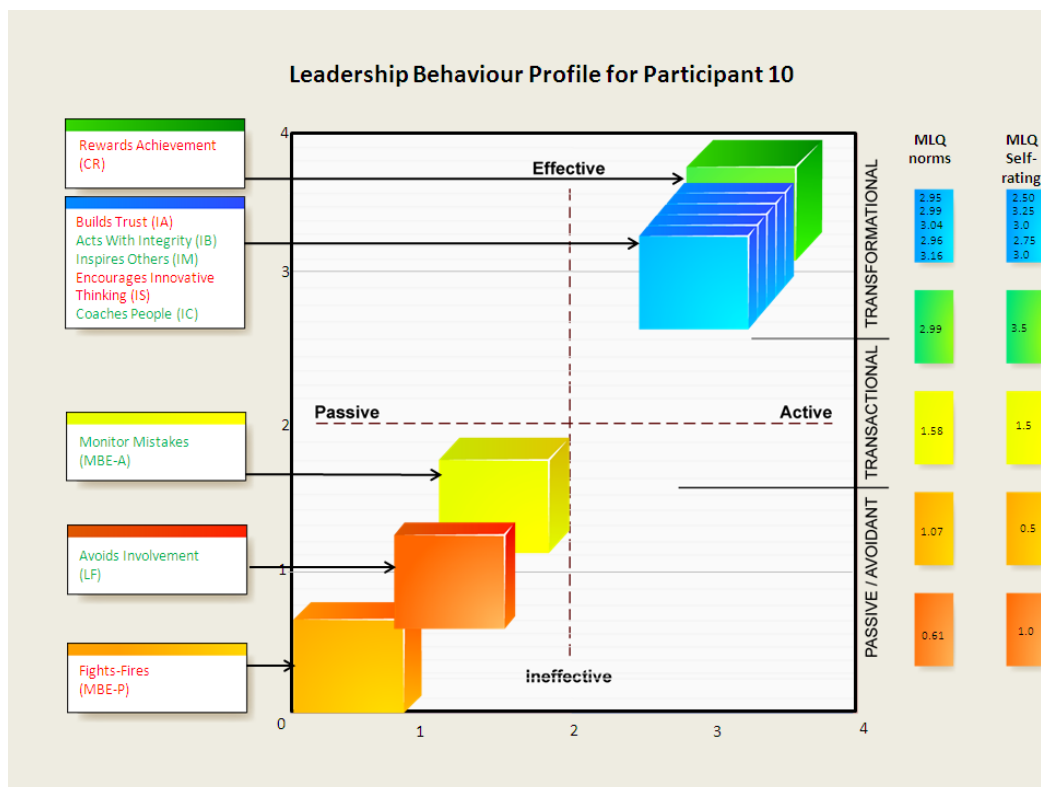 Leadership Behaviour Profile for Participant 10
Rewards Achievement
(CR)
Builds Trust (IA)
Acts With Integrity (IB)
Inspires Others (IM)
Encourages Innovative
Thinking (IS)
Coaches People (IC)
Monitor Mistakes
(MBE-A)
Avoids Involvement
(LF)
Fights-Fires
(MBE-P)
4
3
2
1
0
1
2
3
4
Effective
Passive
Active
Ineffective
TRANSFORMATIONAL
TRANSACTIONAL
PASSIVE / AVOIDANT
MLQ
norms
2.95
2.99
3.04
2.96
3.16
2.99
1.58
1.07
0.61
MLQ
Self-
rating
2.50
3.25
3.0
2.75
3.0
3.5
1.5
0.5
1.0